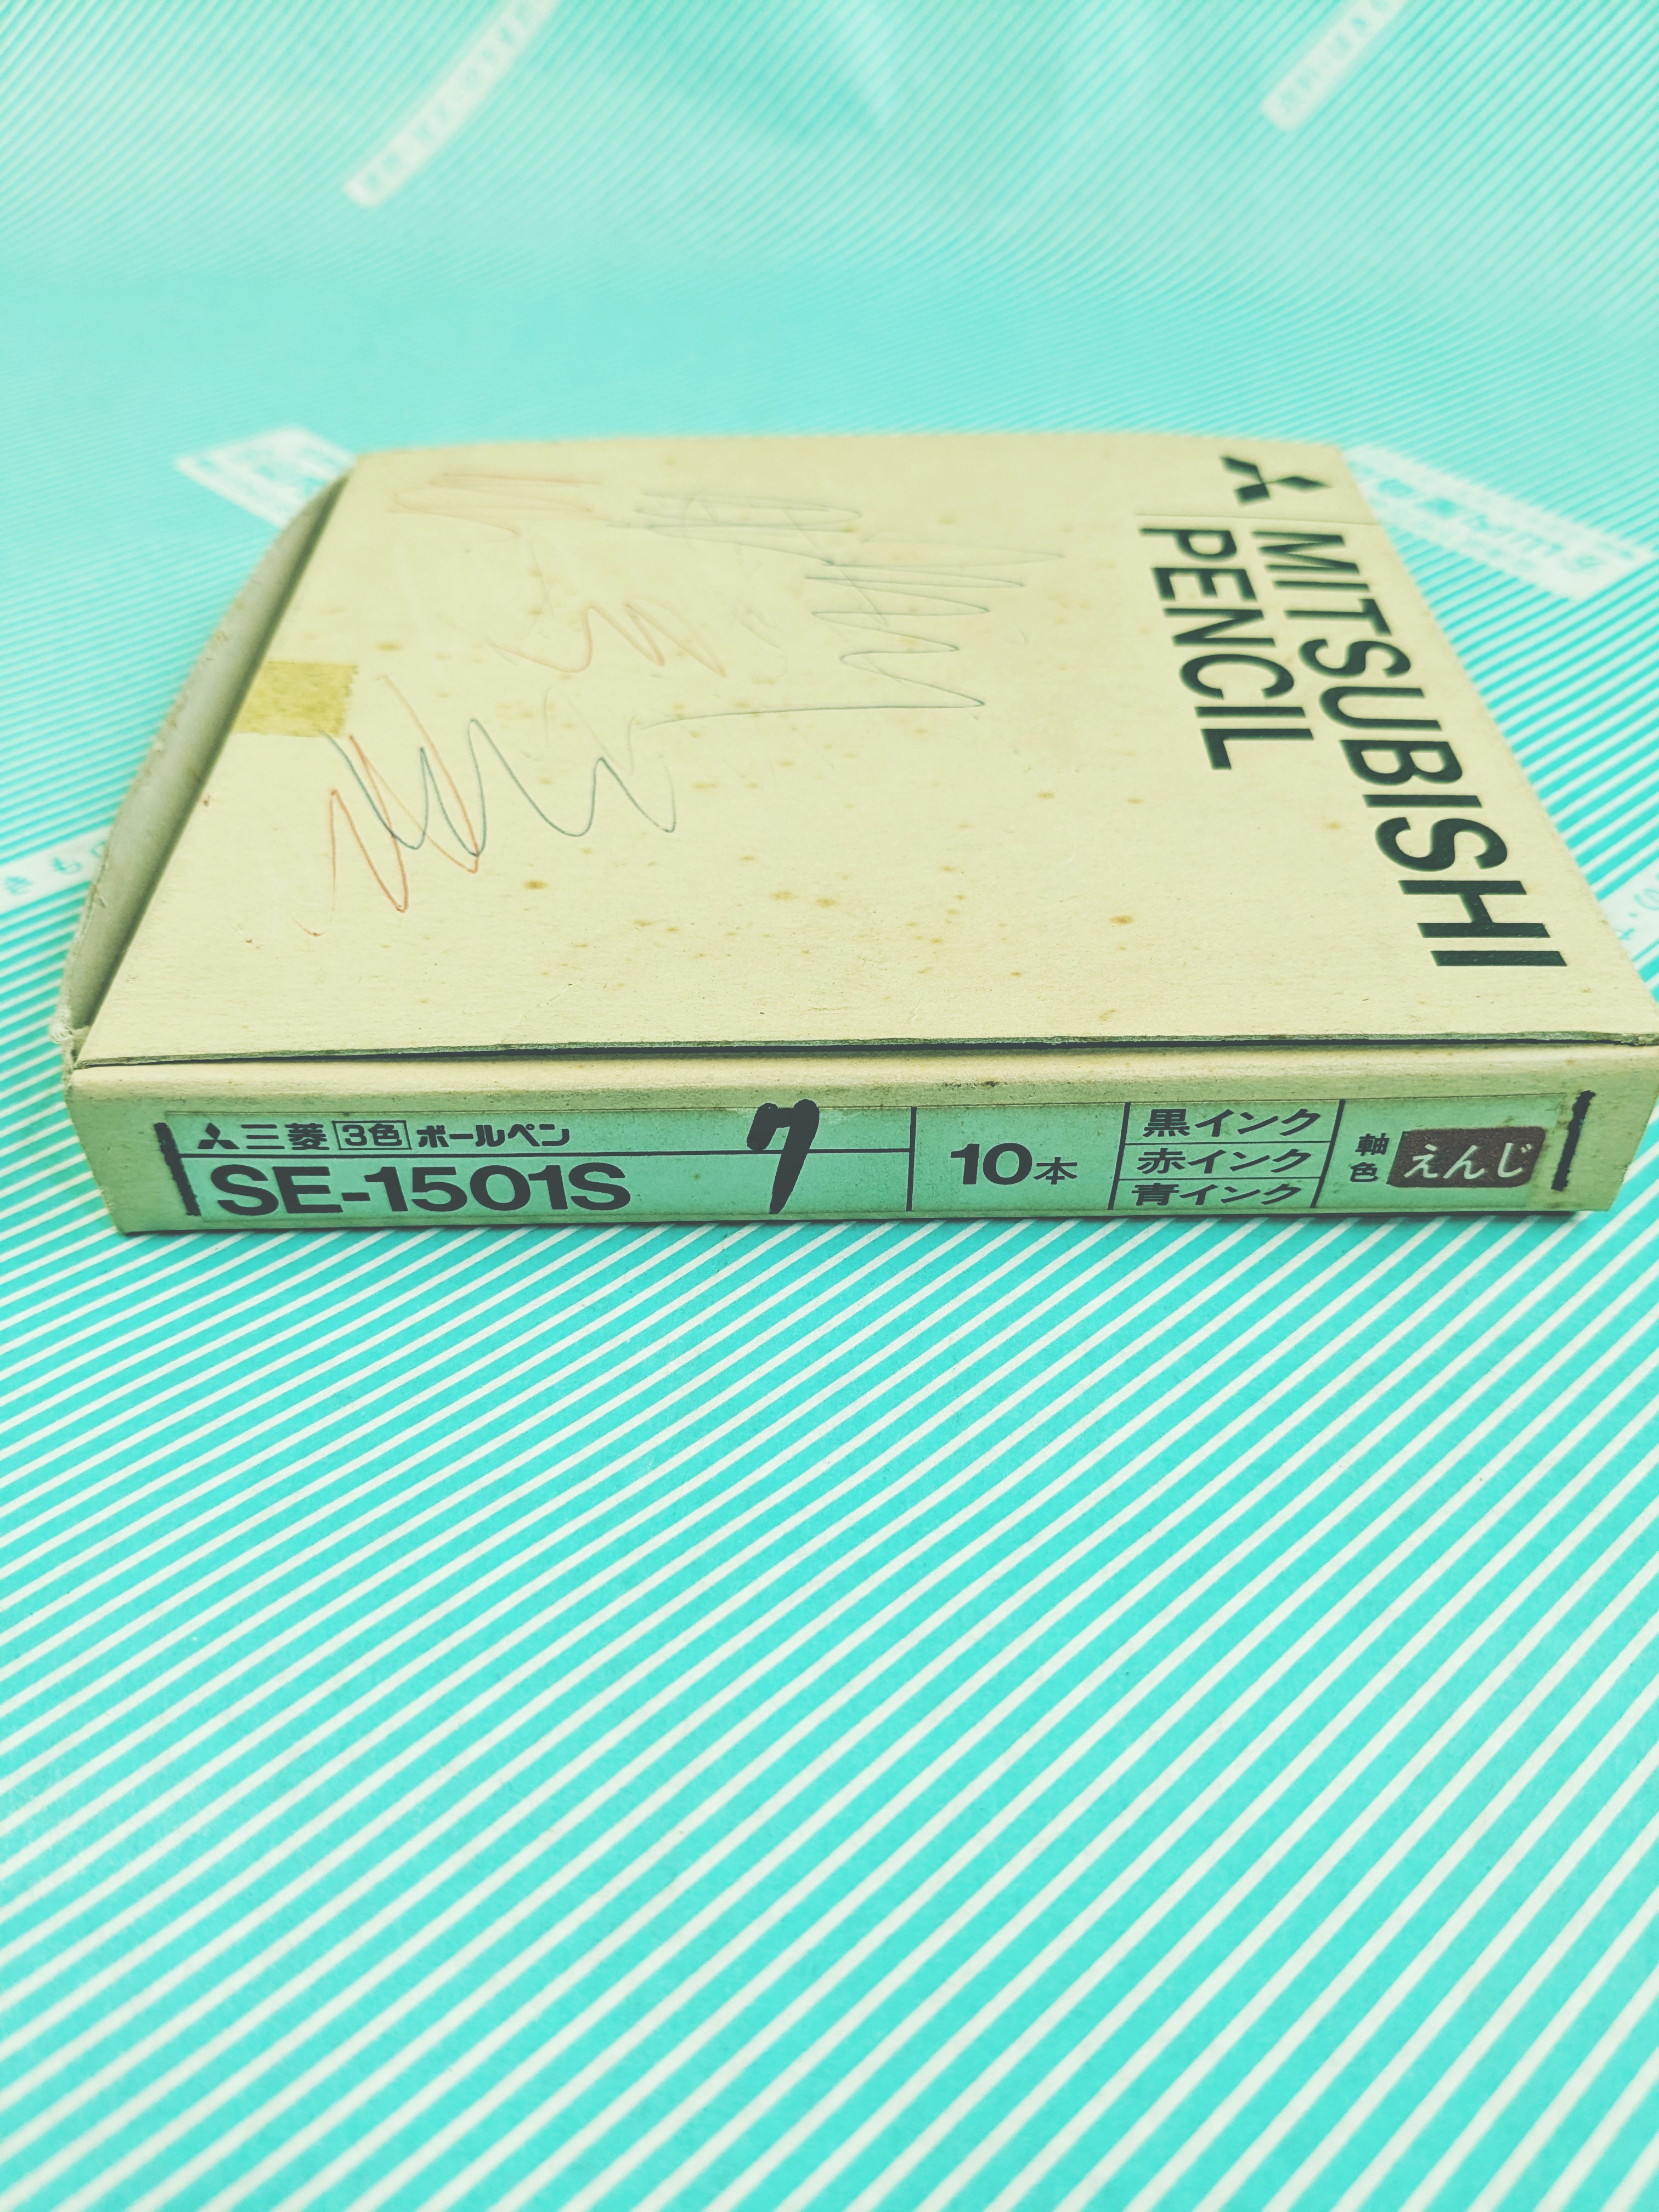 MITSUBISHI
PENCIL
三菱 3色 ボールペン
SE-1501S
7
10本
黒インク
赤インク
青インク
軸色 えんじ